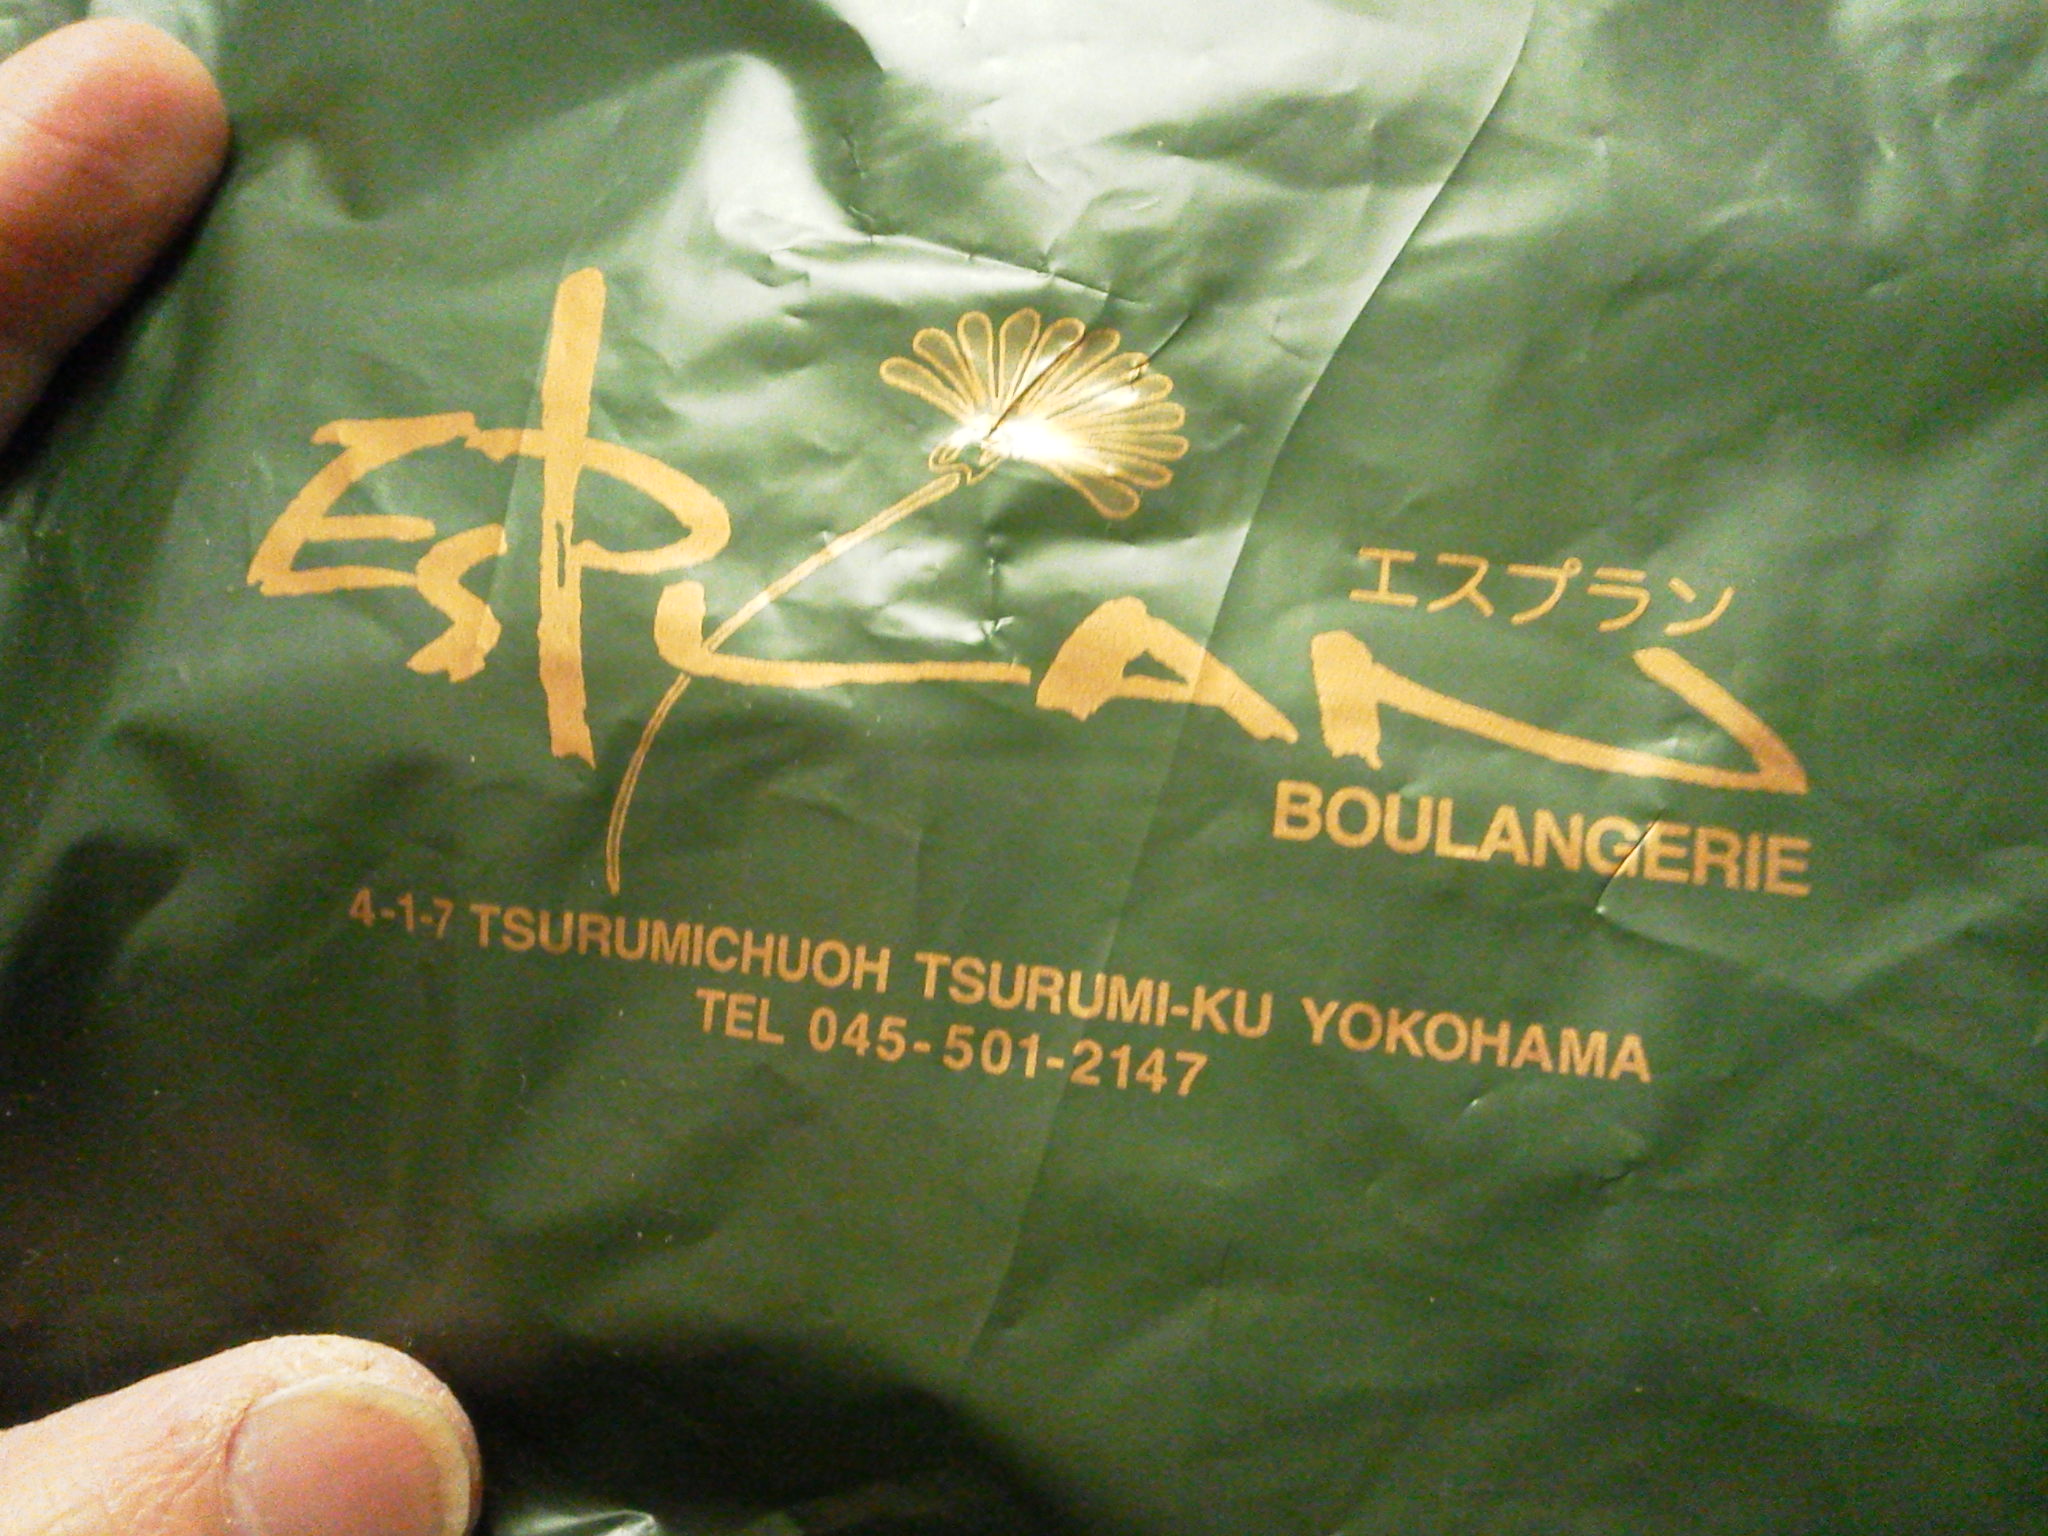 エスプラン
ESPLAN
BOULANGERIE
4-1-7 TSURUMICHUOH TSURUMI-KU YOKOHAMA
TEL 045-501-2147